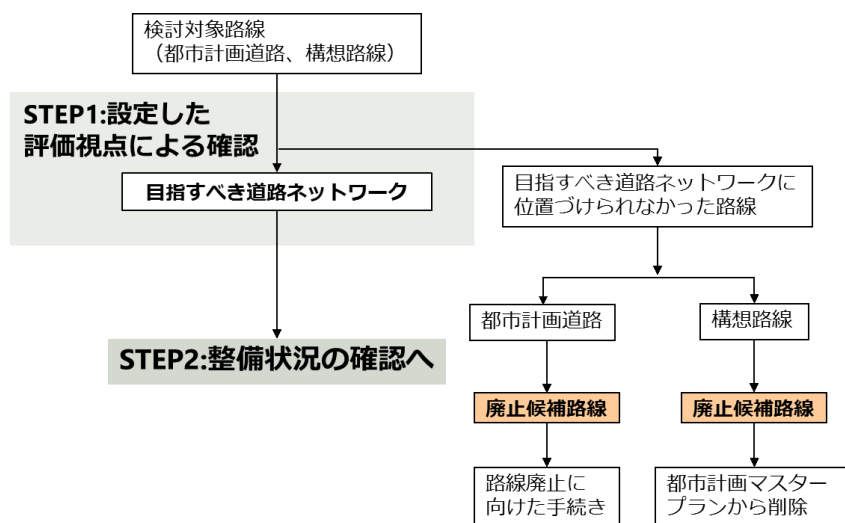 検討対象路線
（都市計画道路、構想路線）
STEP1:設定した
評価視点による確認
目指すべき道路ネットワーク
目指すべき道路ネットワークに
位置づけられなかった路線
都市計画道路
構想路線
STEP2:整備状況の確認へ
廃止候補路線
廃止候補路線
路線廃止に
向けた手続き
都市計画マスター
プランから削除